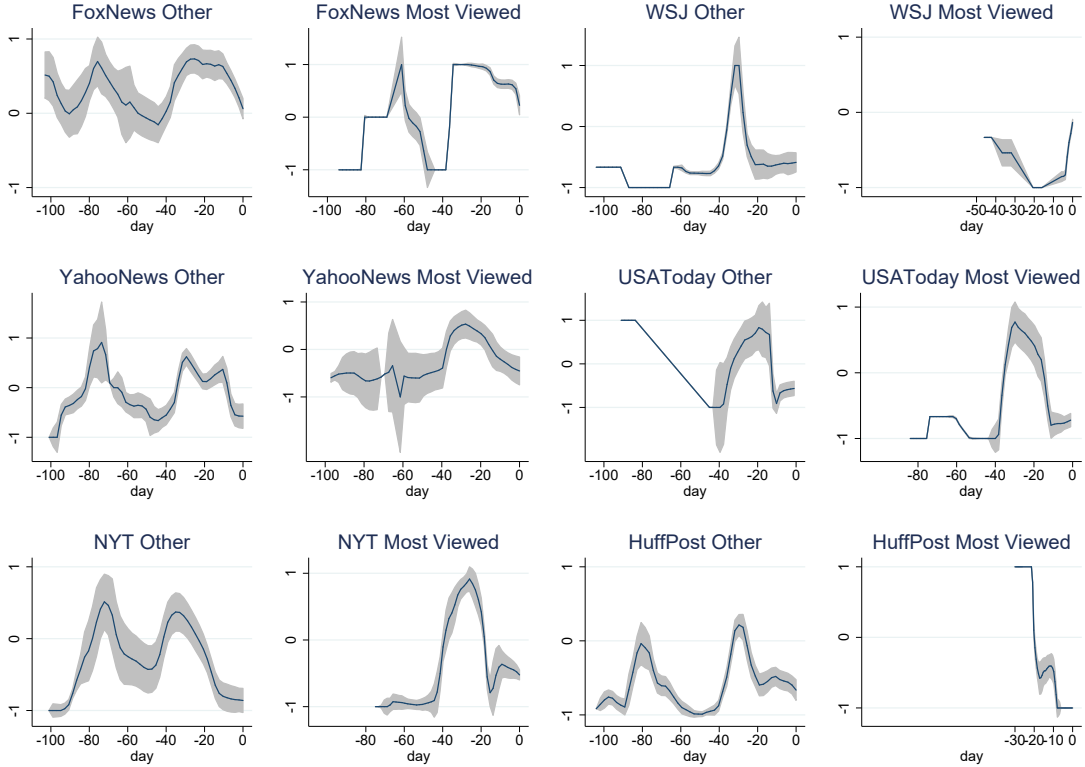 FoxNews Other
FoxNews Most Viewed
WSJ Other
WSJ Most Viewed
1
0
-1
-100 -80 -60 -40 -20 0
day
1
0
-1
-100 -80 -60 -40 -20 0
day
1
0
-1
-100 -80 -60 -40 -20 0
day
1
0
-1
-50 -40 -30 -20 -10 0
day
YahooNews Other
YahooNews Most Viewed
USAToday Other
USAToday Most Viewed
1
0
-1
-100 -80 -60 -40 -20 0
day
1
0
-1
-100 -80 -60 -40 -20 0
day
1
0
-1
-100 -80 -60 -40 -20 0
day
1
0
-1
-80 -60 -40 -20 0
day
NYT Other
NYT Most Viewed
HuffPost Other
HuffPost Most Viewed
1
0
-1
-100 -80 -60 -40 -20 0
day
1
0
-1
-80 -60 -40 -20 0
day
1
0
-1
-100 -80 -60 -40 -20 0
day
1
0
-1
-30 -20 -10 0
day